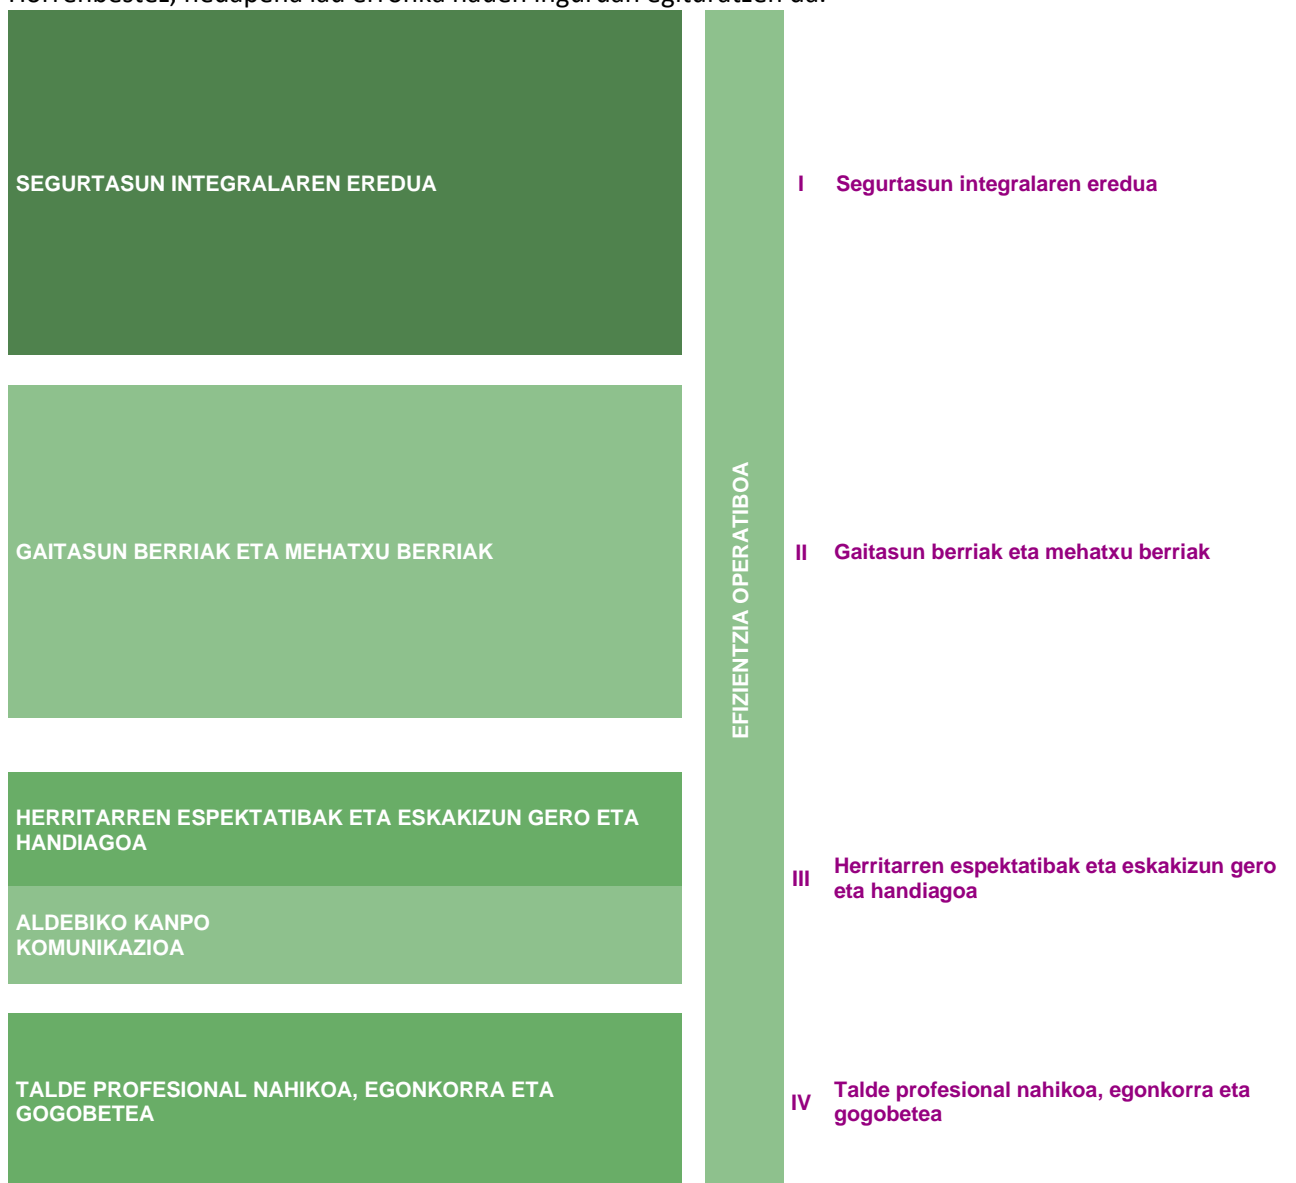 SEGURTASUN INTEGRALAREN EREDUA
I Segurtasun integralaren eredua
GAITASUN BERRIAK ETA MEHATXU BERRIAK
II Gaitasun berriak eta mehatxu berriak
EFIZIENTZIA OPERATIBOA
HERRITARREN ESPEKTATIBAK ETA ESKAKIZUN GERO ETA
HANDIAGOA
ALDEBIKO KANPO
KOMUNIKAZIOA
III Herritarren espektatibak eta eskakizun gero
eta handiagoa
TALDE PROFESIONAL NAHIKOA, EGONKORRA ETA
GOGOBETEA
IV Talde profesional nahikoa, egonkorra eta
gogobetea